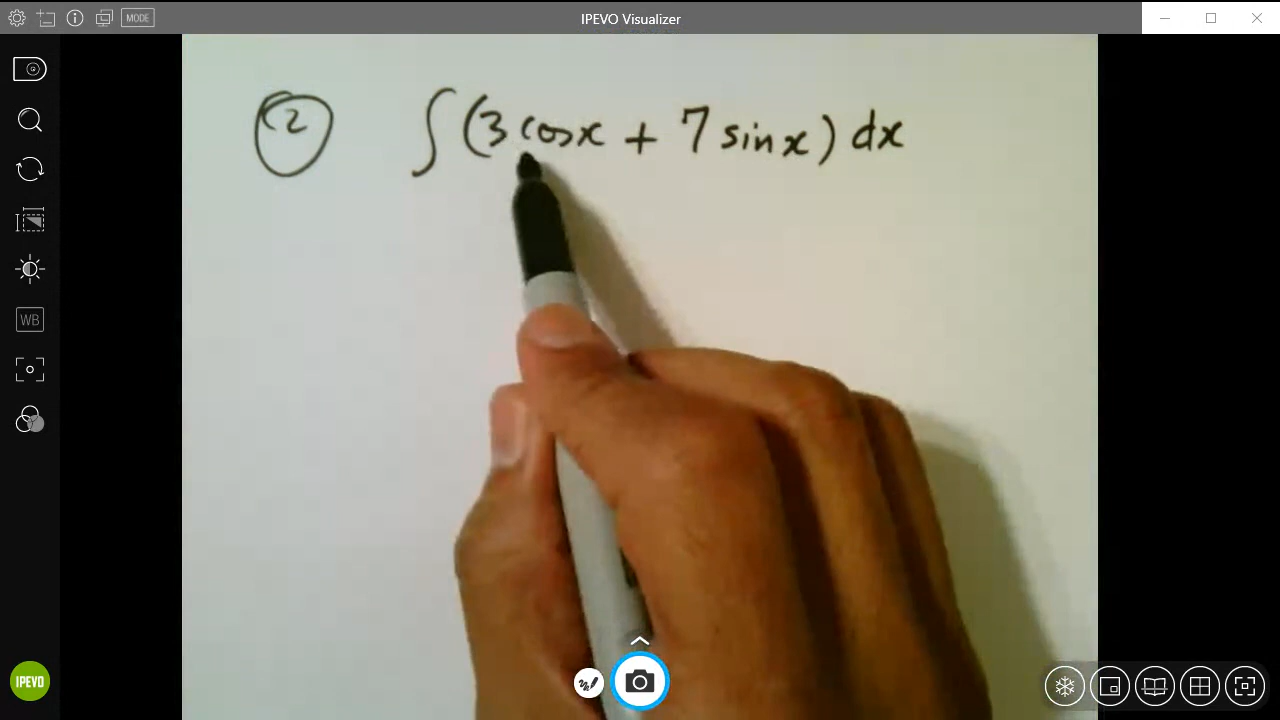 MODE
IPEVO Visualizer
② ∫(3cosx + 7sinx) dx
WB
IPEVO